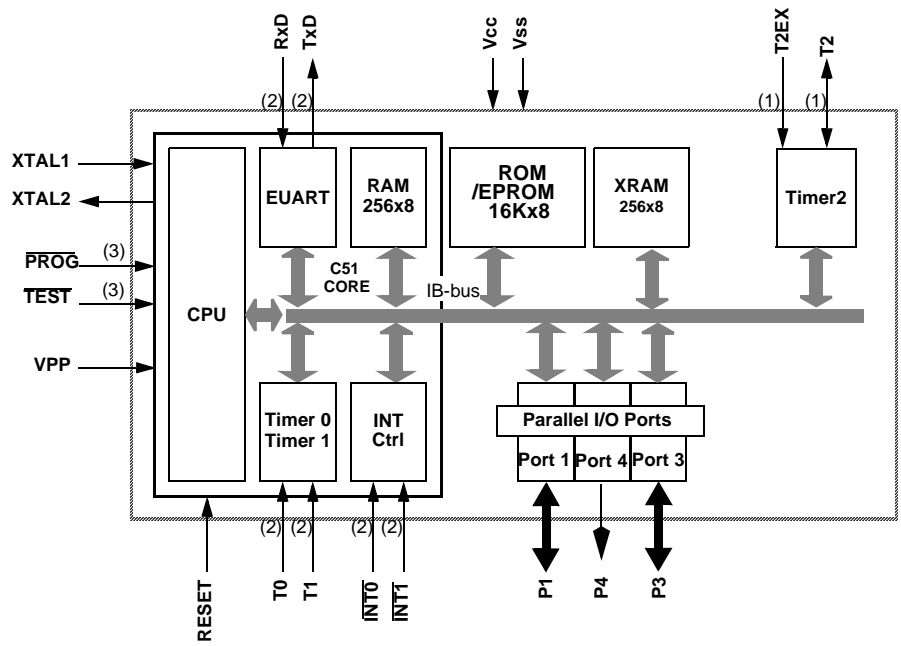 RxD
TxD
Vcc
Vss
T2EX
T2
(2) (2)
(1) (1)
XTAL1
XTAL2
PROG (3)
TEST (3)
VPP
CPU
EUART
RAM
256x8
ROM
/EPROM
16Kx8
XRAM
256x8
Timer2
C51
CORE
IB-bus
Timer 0
Timer 1
INT
Ctrl
Parallel I/O Ports
Port 1
Port 4
Port 3
(2) (2) (2) (2)
RESET
T0
T1
INT0
INT1
P1
P4
P3